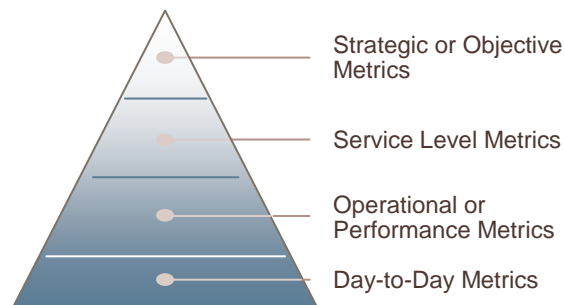 Strategic or Objective
Metrics
Service Level Metrics
Operational or
Performance Metrics
Day-to-Day Metrics